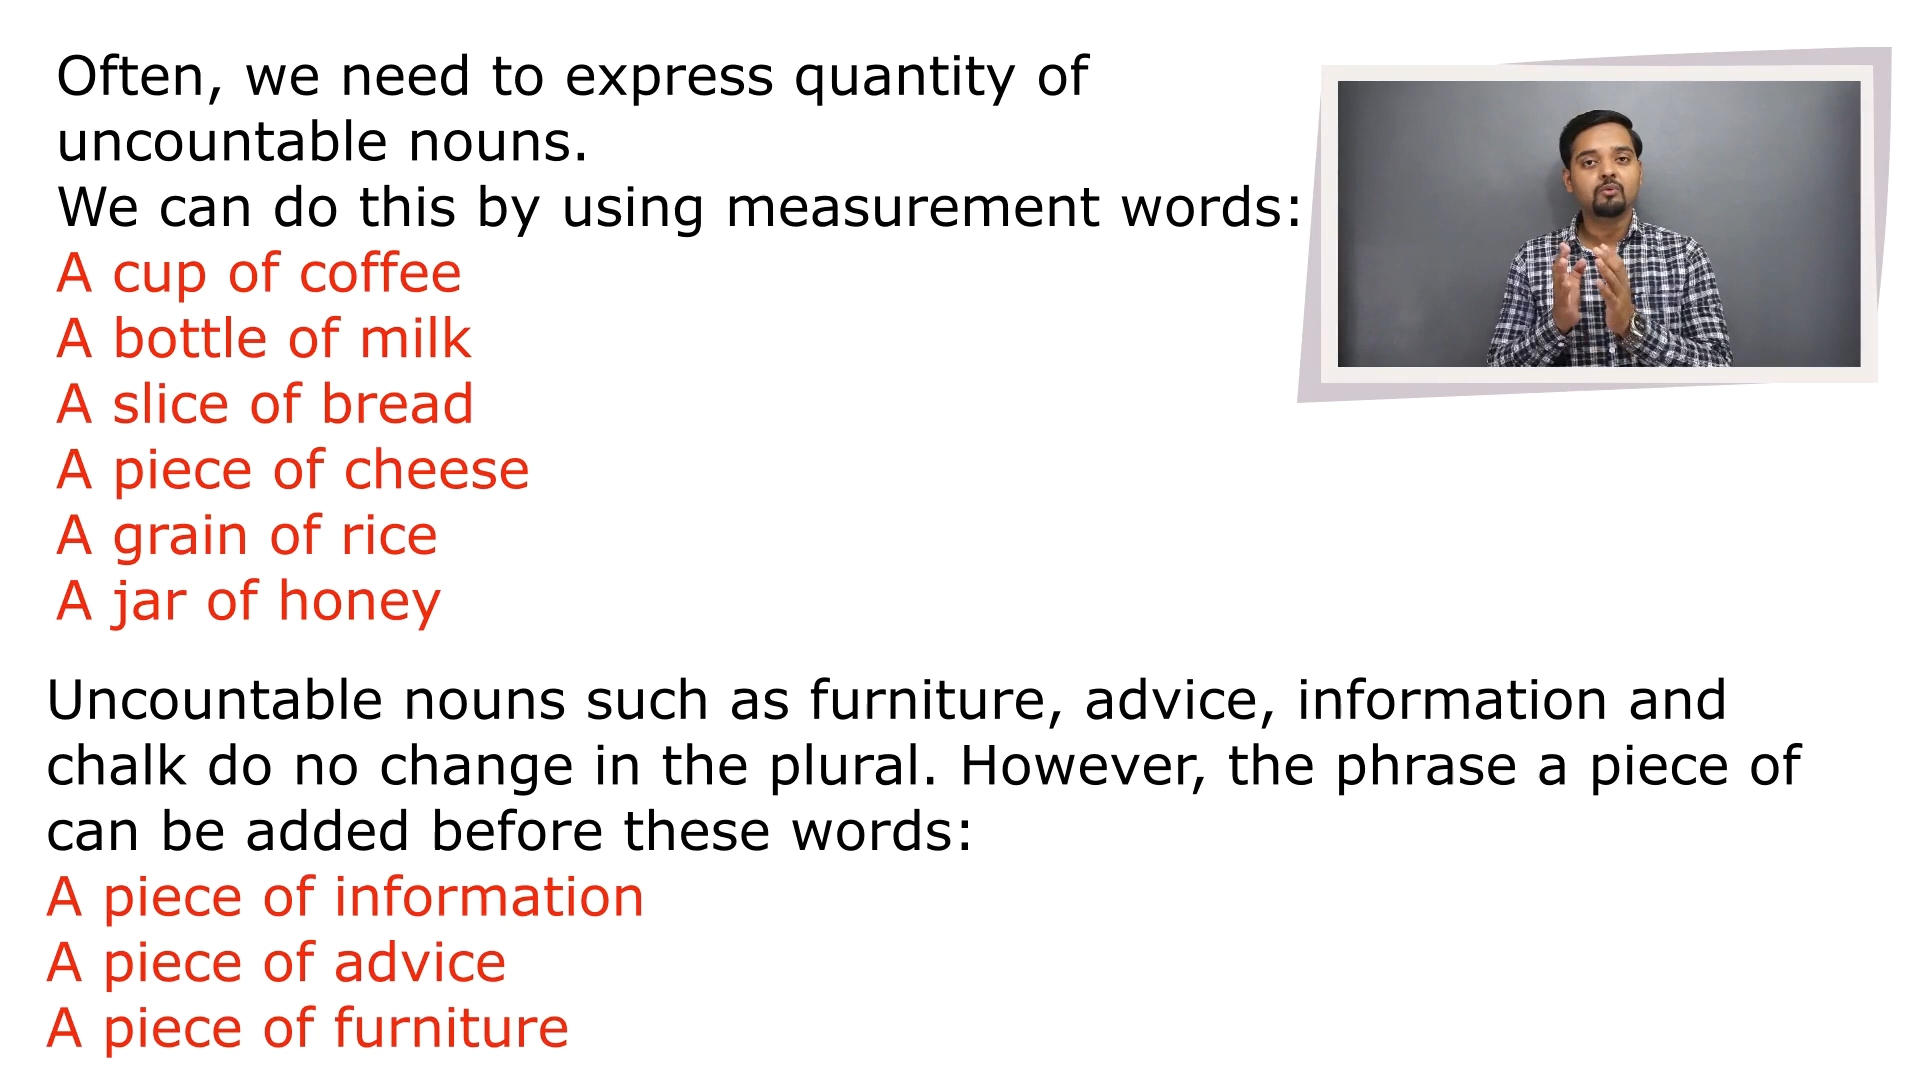 Often, we need to express quantity of
uncountable nouns.
We can do this by using measurement words:
A cup of coffee
A bottle of milk
A slice of bread
A piece of cheese
A grain of rice
A jar of honey
Uncountable nouns such as furniture, advice, information and
chalk do no change in the plural. However, the phrase a piece of
can be added before these words:
A piece of information
A piece of advice
A piece of furniture